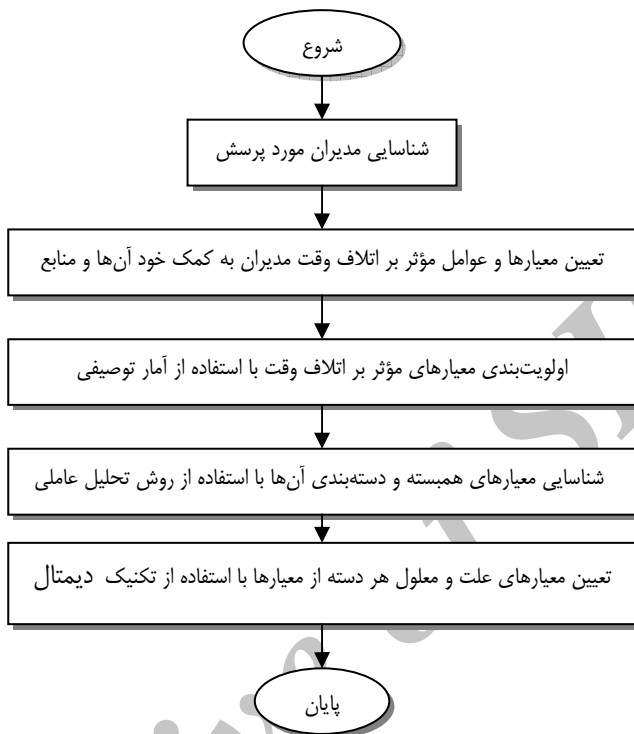 شروع
شناسایی مدیران مورد پرسش
تعیین معیارها و عوامل مؤثر بر اتلاف وقت مدیران به کمک خود آن‌ها و منابع
اولویت‌بندی معیارهای مؤثر بر اتلاف وقت با استفاده از آمار توصیفی
شناسایی معیارهای همبسته و دسته‌بندی آن‌ها با استفاده از روش تحلیل عاملی
تعیین معیارهای علت و معلول هر دسته از معیارها با استفاده از تکنیک دیمتال
پایان